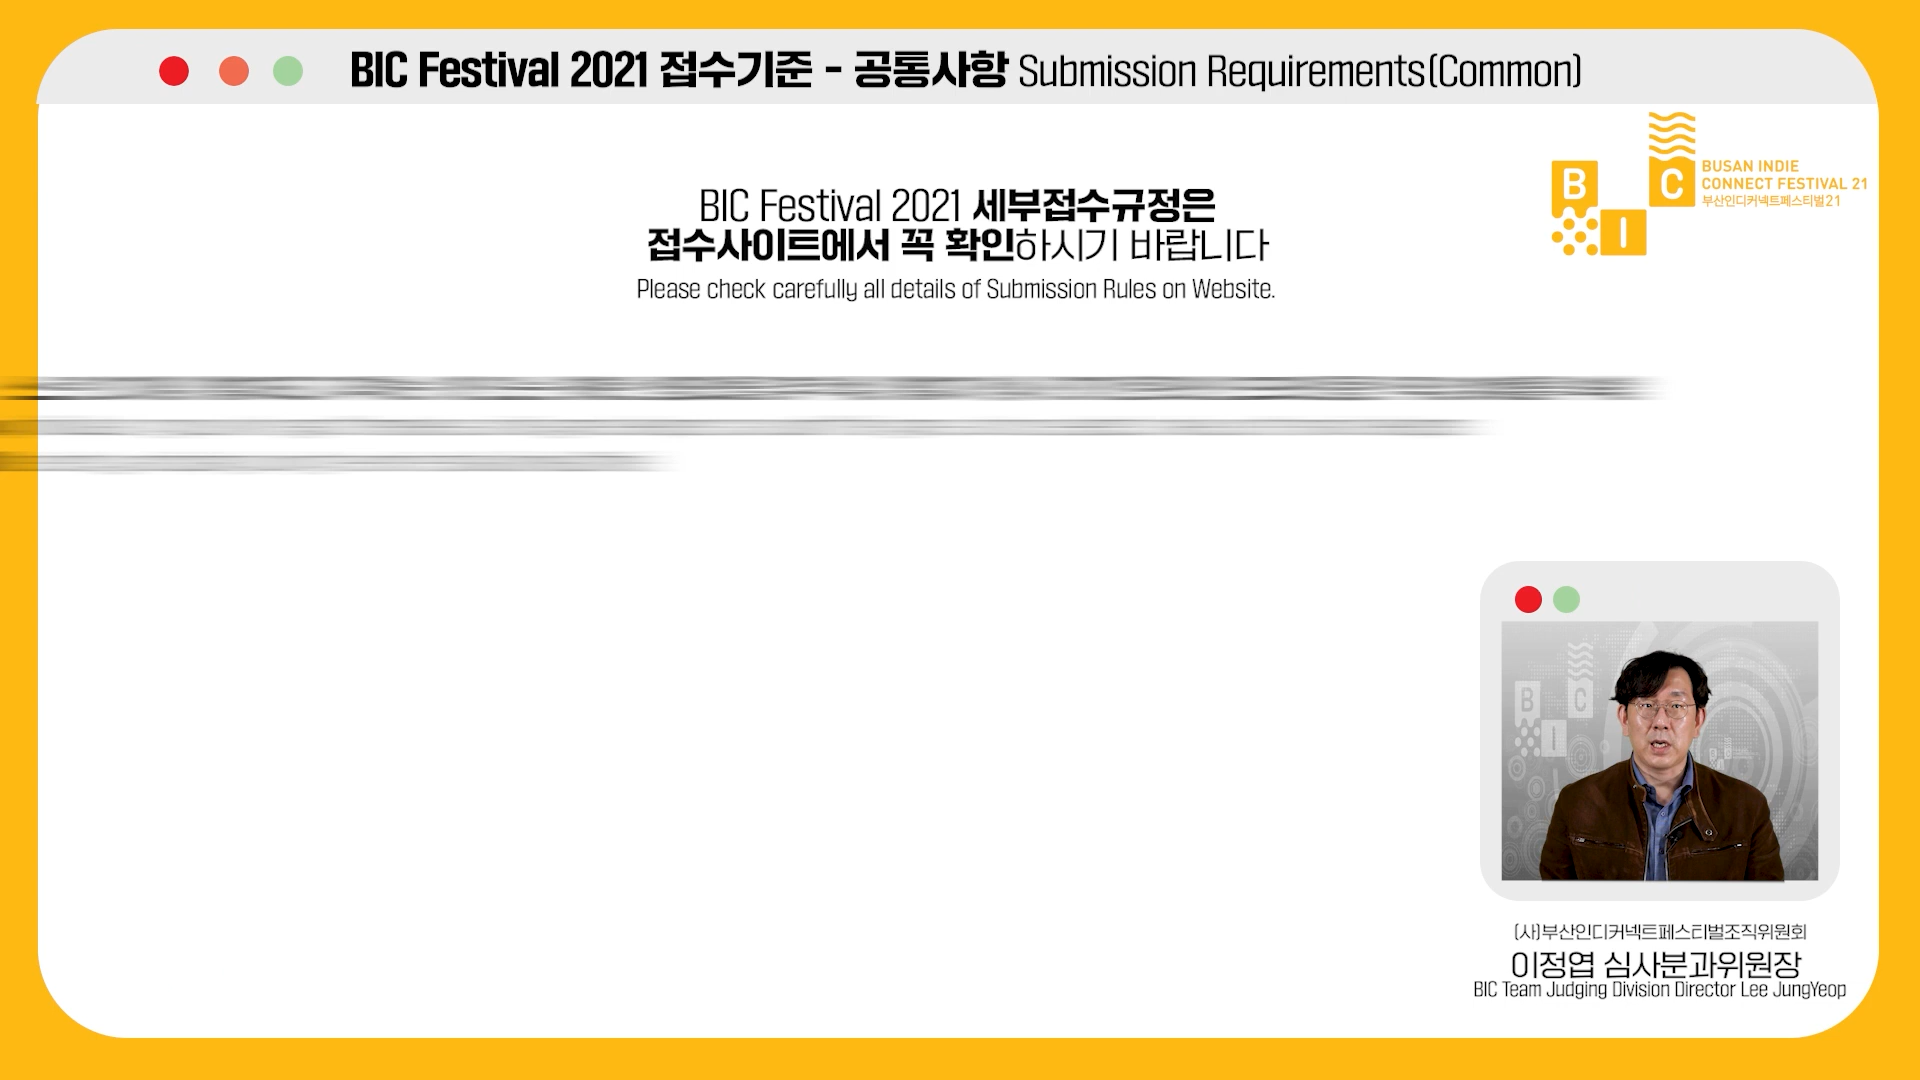 BIC Festival 2021 접수기준 - 공통사항 Submission Requirements(Common)
BIC
BUSAN INDIE
CONNECT FESTIVAL 21
부산인디커넥트페스티벌21
BIC Festival 2021 세부접수규정은
접수사이트에서 꼭 확인하시기 바랍니다
Please check carefully all details of Submission Rules on Website.
BIC
(사)부산인디커넥트페스티벌조직위원회
이정엽 심사분과위원장
BIC Team Judging Division Director Lee JungYeop